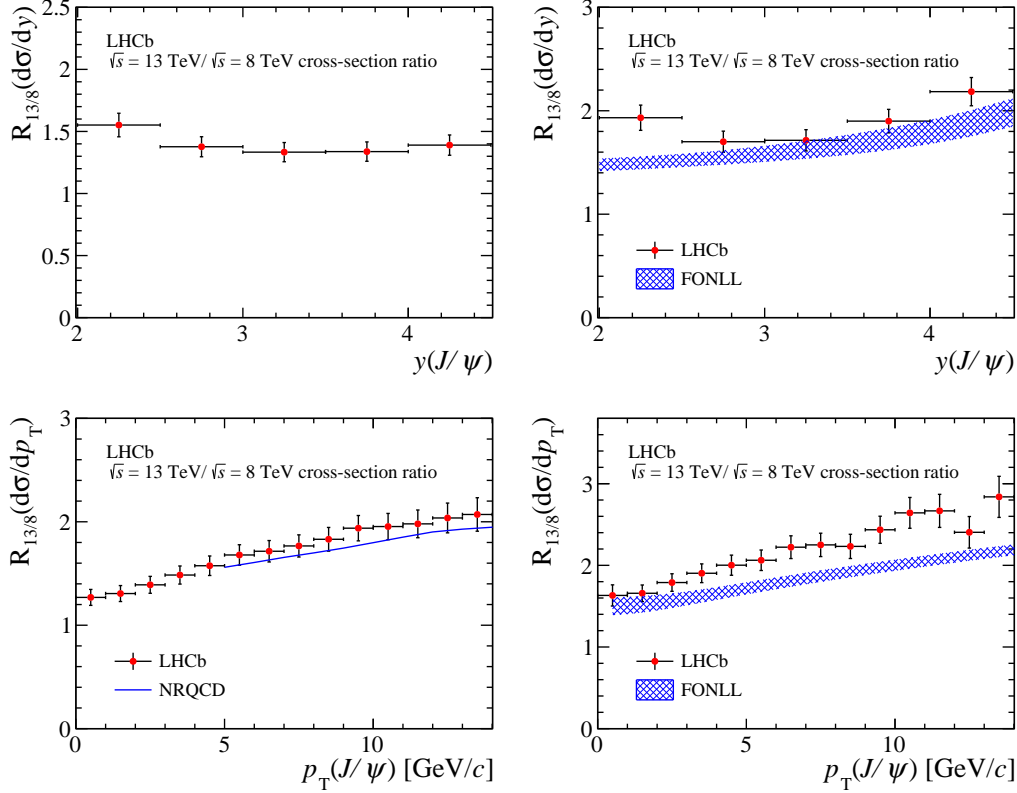 R13/8(dσ/dy)
2.5
2
1.5
1
0.5
0
LHCb
√s = 13 TeV/ √s = 8 TeV cross-section ratio
2 3 4
y(J/ψ)
R13/8(dσ/dy)
3
2
1
0
LHCb
√s = 13 TeV/ √s = 8 TeV cross-section ratio
LHCb
FONLL
2 3 4
y(J/ψ)
R13/8(dσ/dpT)
3
2
1
0
LHCb
√s = 13 TeV/ √s = 8 TeV cross-section ratio
LHCb
NRQCD
0 5 10
pT(J/ψ) [GeV/c]
R13/8(dσ/dpT)
3
2
1
0
LHCb
√s = 13 TeV/ √s = 8 TeV cross-section ratio
LHCb
FONLL
0 5 10
pT(J/ψ) [GeV/c]